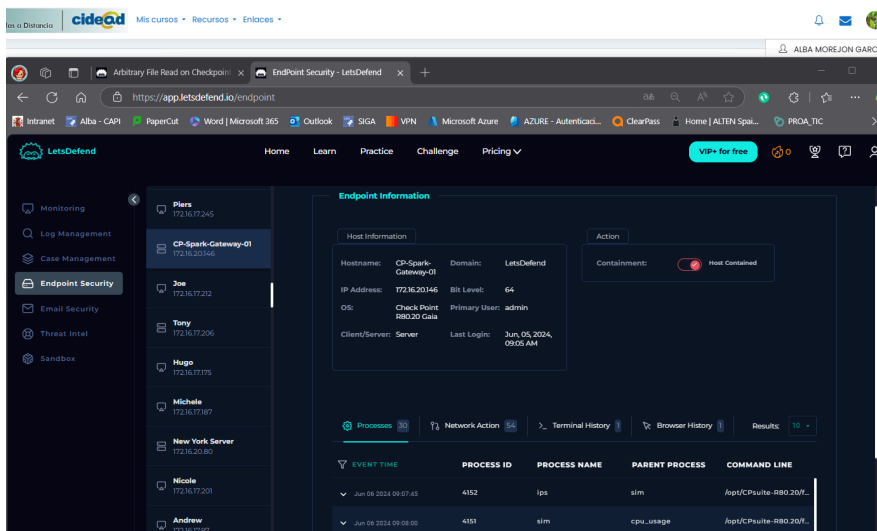 las a Distancia
cidead
Mis cursos
Recursos
Enlaces
ALBA MOREJON GARC
Arbitrary File Read on Checkpoint
EndPoint Security - LetsDefend
https://app.letsdefend.io/endpoint
Intranet
Alba - CAPI
PaperCut
Word | Microsoft 365
Outlook
SIGA
VPN
Microsoft Azure
AZURE - Autenticaci...
ClearPass
Home | ALTEN Spai...
PROA_TIC
LetsDefend
Home
Learn
Practice
Challenge
Pricing
VIP+ for free
0
Monitoring
Log Management
Case Management
Endpoint Security
Email Security
Threat Intel
Sandbox
Piers
172.16.17.245
CP-Spark-Gateway-01
172.16.20.146
Joe
172.16.17.212
Tony
172.16.17.206
Hugo
172.16.17.175
Michele
172.16.17.187
New York Server
172.16.20.80
Nicole
172.16.17.201
Andrew
172.16.17.97
Endpoint Information
Host Information
Hostname: CP-Spark-Gateway-01 Domain: LetsDefend
IP Address: 172.16.20.146 Bit Level: 64
OS: Check Point R80.20 Gaia Primary User: admin
Client/Server: Server Last Login: Jun, 05, 2024, 09:05 AM
Action
Containment: Host Contained
Processes 30
Network Action 54
Terminal History 1
Browser History 1
Results: 10
EVENT TIME PROCESS ID PROCESS NAME PARENT PROCESS COMMAND LINE
Jun 06 2024 09:07:45 4152 ips sim /opt/CPsuite-R80.20/f...
Jun 06 2024 09:08:00 4151 sim cpu_usage /opt/CPsuite-R80.20/f...